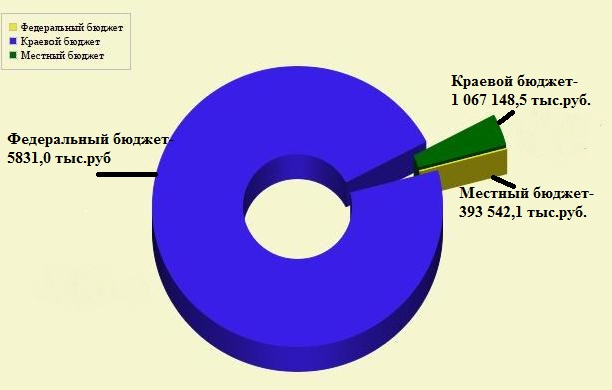 Федеральный бюджет
Краевой бюджет
Местный бюджет
Краевой бюджет-
1 067 148,5 тыс.руб.
Федеральный бюджет-
5831,0 тыс.руб
Местный бюджет-
393 542,1 тыс.руб.